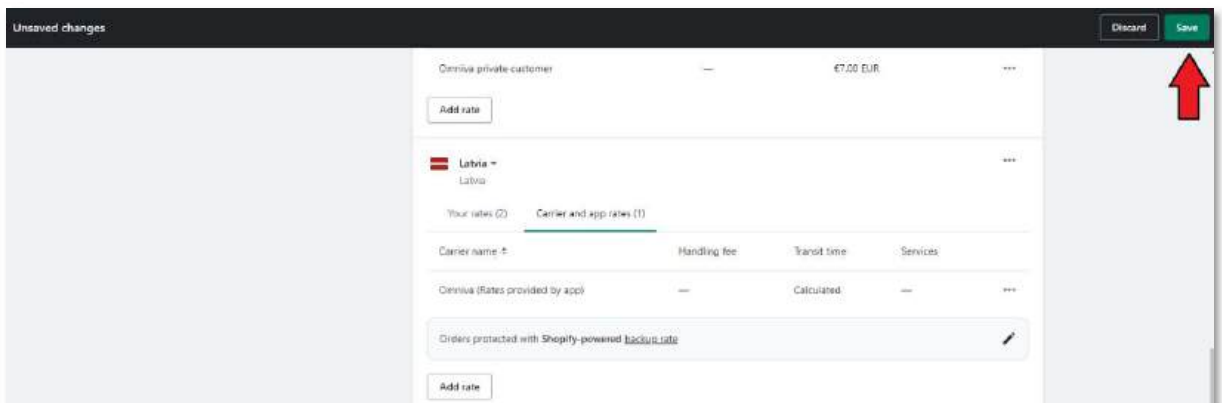 Unsaved changes Discard Save
Omniva private customer — €7.00 EUR
Add rate
Latvia
Latvia
Your rates (2) Carrier and app rates (1)
Carrier name Handling fee Transit time Services
Omniva (Rates provided by app) — Calculated —
Orders protected with Shopify-powered backup rate
Add rate